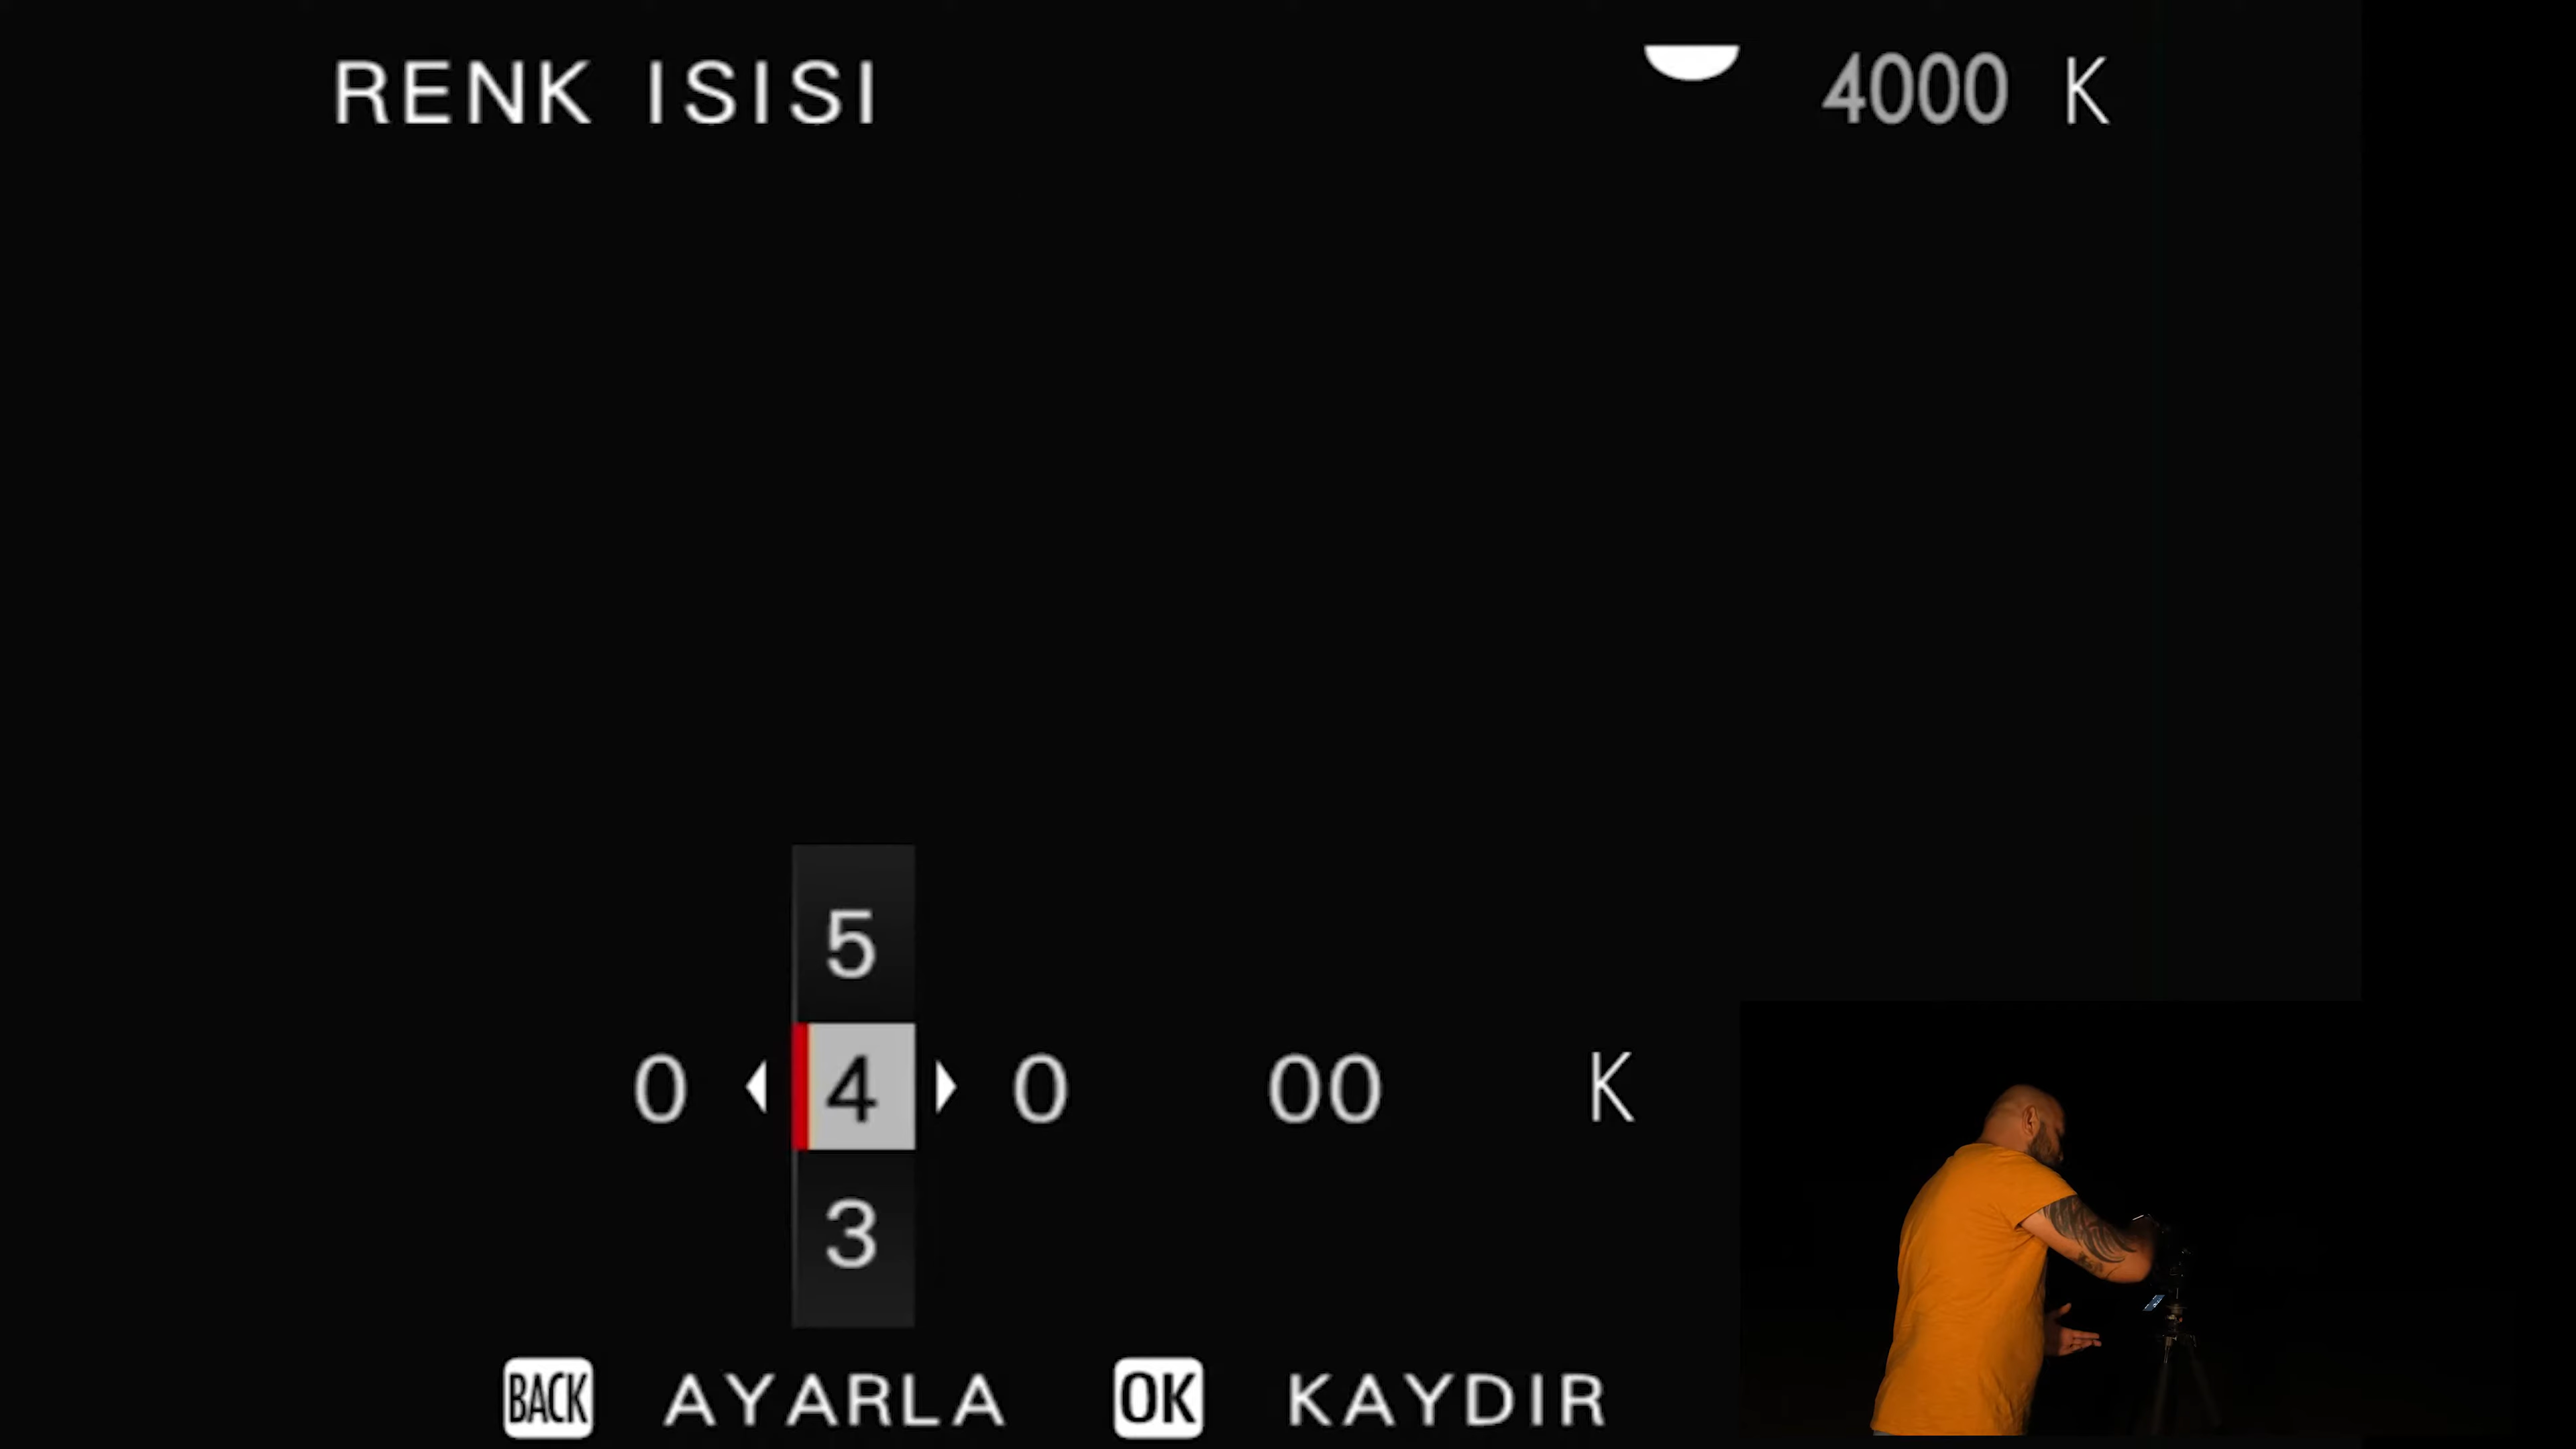 RENK ISISI 4000 K
5
0 4 0 00 K
3
BACK AYARLA OK KAYDIR